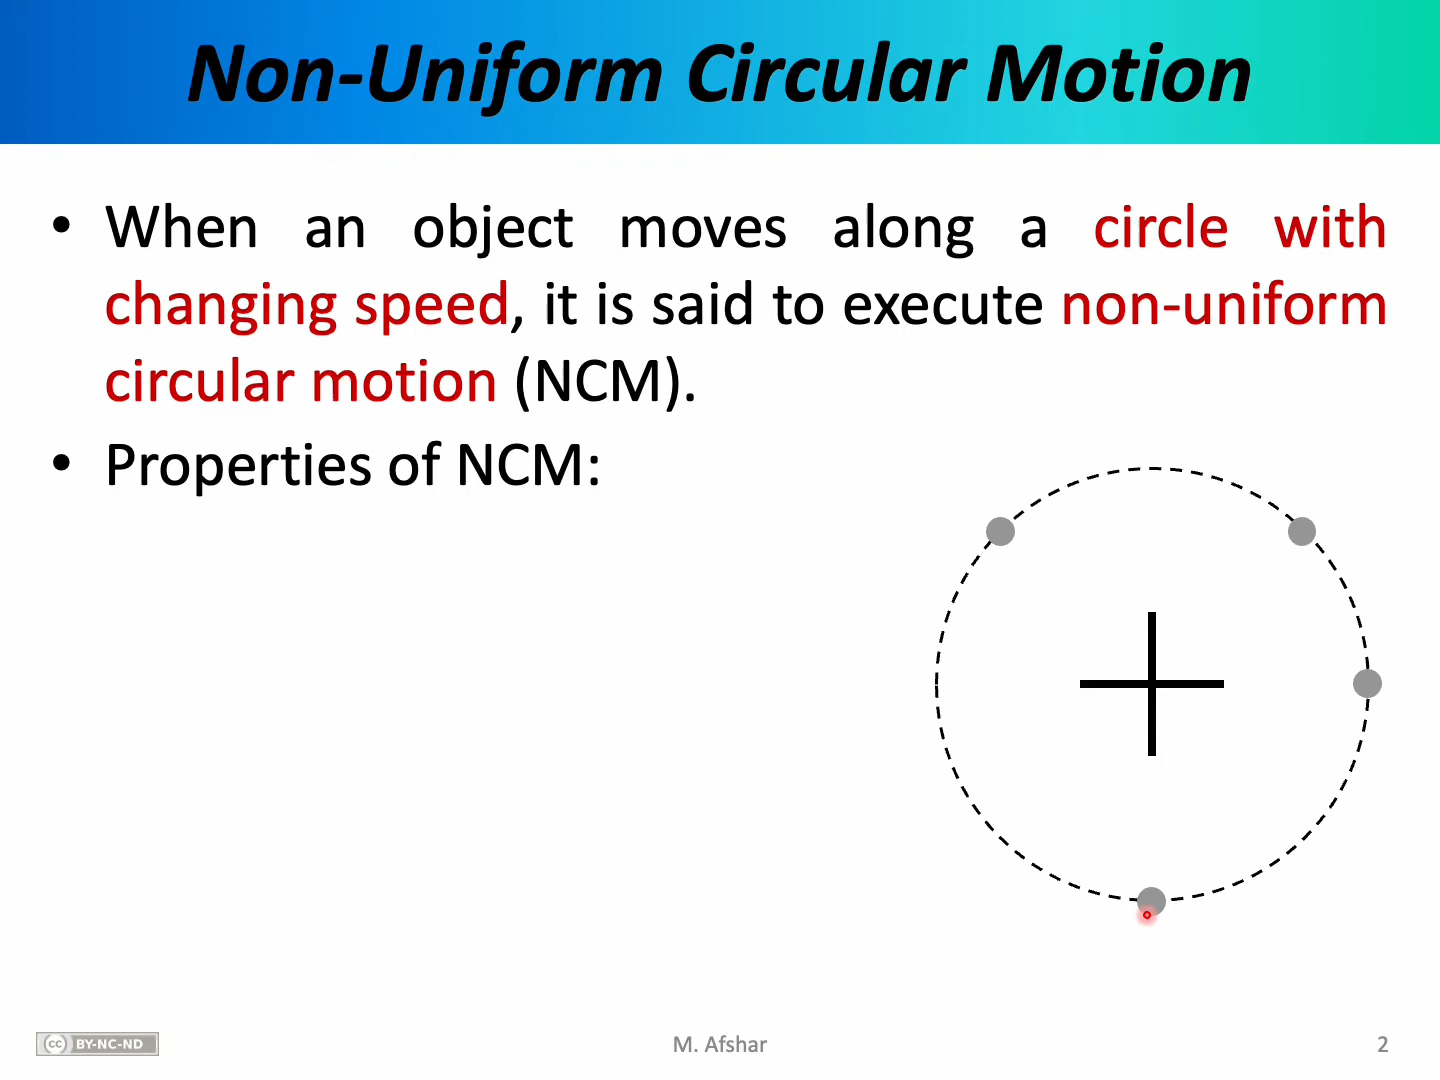 Non-Uniform Circular Motion
• When an object moves along a circle with
changing speed, it is said to execute non-uniform
circular motion (NCM).
• Properties of NCM:
cc BY-NC-ND
M. Afshar
2